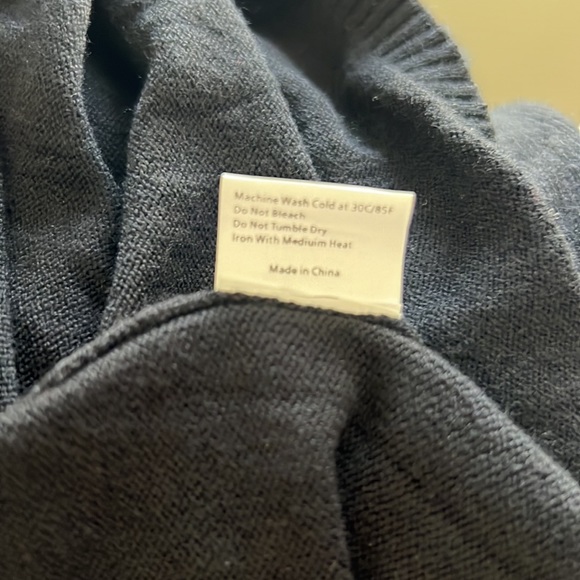 Machine Wash Cold at 30C/85F
Do Not Bleach
Do Not Tumble Dry
Iron With Medium Heat
Made in China